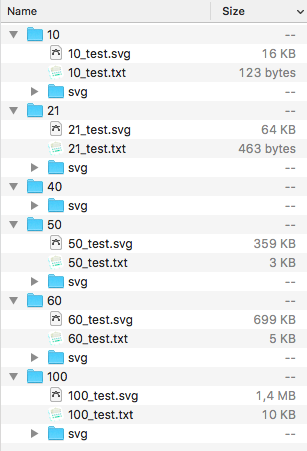 Name Size
10 --
10_test.svg 16 KB
10_test.txt 123 bytes
svg --
21 --
21_test.svg 64 KB
21_test.txt 463 bytes
svg --
40 --
svg --
50 --
50_test.svg 359 KB
50_test.txt 3 KB
svg --
60 --
60_test.svg 699 KB
60_test.txt 5 KB
svg --
100 --
100_test.svg 1,4 MB
100_test.txt 10 KB
svg --